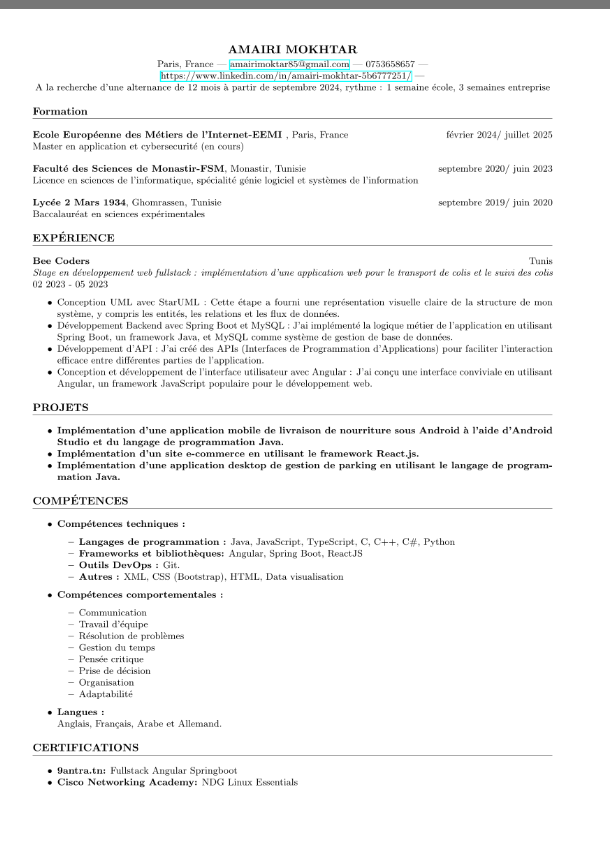 AMAIRI MOKHTAR
Paris, France — amairimoktar85@gmail.com — 0753658657 —
https://www.linkedin.com/in/amairi-mokhtar-5b6777251/ —
A la recherche d'une alternance de 12 mois à partir de septembre 2024, rythme : 1 semaine école, 3 semaines entreprise
Formation
Ecole Européenne des Métiers de l'Internet-EEMI , Paris, France février 2024/ juillet 2025
Master en application et cybersecurité (en cours)
Faculté des Sciences de Monastir-FSM, Monastir, Tunisie septembre 2020/ juin 2023
Licence en sciences de l'informatique, spécialité génie logiciel et systèmes de l'information
Lycée 2 Mars 1934, Ghomrassen, Tunisie septembre 2019/ juin 2020
Baccalauréat en sciences expérimentales
EXPÉRIENCE
Bee Coders Tunis
Stage en développement web fullstack : implémentation d'une application web pour le transport de colis et le suivi des colis
02 2023 - 05 2023
• Conception UML avec StarUML : Cette étape a fourni une représentation visuelle claire de la structure de mon
système, y compris les entités, les relations et les flux de données.
• Développement Backend avec Spring Boot et MySQL : J'ai implémenté la logique métier de l'application en utilisant
Spring Boot, un framework Java, et MySQL comme système de gestion de base de données.
• Développement d'API : J'ai créé des APIs (Interfaces de Programmation d'Applications) pour faciliter l'interaction
efficace entre différentes parties de l'application.
• Conception et développement de l'interface utilisateur avec Angular : J'ai conçu une interface conviviale en utilisant
Angular, un framework JavaScript populaire pour le développement web.
PROJETS
• Implémentation d'une application mobile de livraison de nourriture sous Android à l'aide d'Android
Studio et du langage de programmation Java.
• Implémentation d'un site e-commerce en utilisant le framework React.js.
• Implémentation d'une application desktop de gestion de parking en utilisant le langage de program-
mation Java.
COMPÉTENCES
• Compétences techniques :
– Langages de programmation : Java, JavaScript, TypeScript, C, C++, C#, Python
– Frameworks et bibliothèques: Angular, Spring Boot, ReactJS
– Outils DevOps : Git.
– Autres : XML, CSS (Bootstrap), HTML, Data visualisation
• Compétences comportementales :
– Communication
– Travail d'équipe
– Résolution de problèmes
– Gestion du temps
– Pensée critique
– Prise de décision
– Organisation
– Adaptabilité
• Langues :
Anglais, Français, Arabe et Allemand.
CERTIFICATIONS
• 9antra.tn: Fullstack Angular Springboot
• Cisco Networking Academy: NDG Linux Essentials